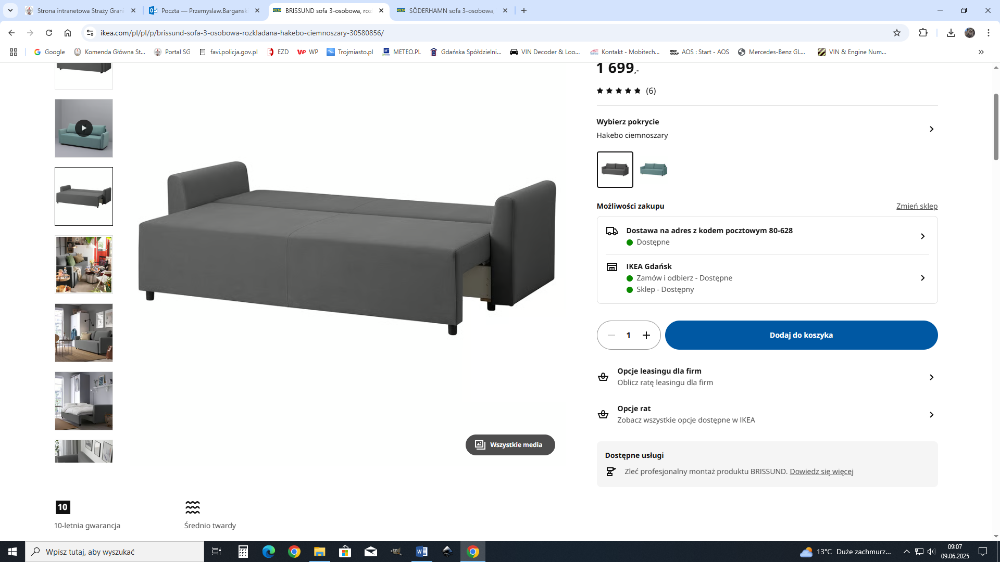 Strona intranetowa Straży Grani
Poczta — Przemyslaw.Bargansk
BRISSUND sofa 3-osobowa, roz
SÖDERHAMN sofa 3-osobowa,
ikea.com/pl/pl/p/brissund-sofa-3-osobowa-rozkladana-hakebo-ciemnoszary-30580856/
Google
Komenda Główna St...
Portal SG
favi.policja.gov.pl
EZD
WP
Trojmiasto.pl
METEO.PL
Gdańska Spółdzielni...
VIN Decoder & Loo...
Kontakt - Mobitech...
AOS : Start - AOS
Mercedes-Benz GL...
VIN & Engine Num...
1 699,-
(6)
Wybierz pokrycie
Hakebo ciemnoszary
Możliwości zakupu
Zmień sklep
Dostawa na adres z kodem pocztowym 80-628
Dostępne
IKEA Gdańsk
Zamów i odbierz - Dostępne
Sklep - Dostępny
1
Dodaj do koszyka
Opcje leasingu dla firm
Oblicz ratę leasingu dla firm
Opcje rat
Zobacz wszystkie opcje dostępne w IKEA
Wszystkie media
Dostępne usługi
Zleć profesjonalny montaż produktu BRISSUND. Dowiedz się więcej
10
10-letnia gwarancja
Średnio twardy
Wpisz tutaj, aby wyszukać
13°C Duże zachmurz...
09:07
09.06.2025